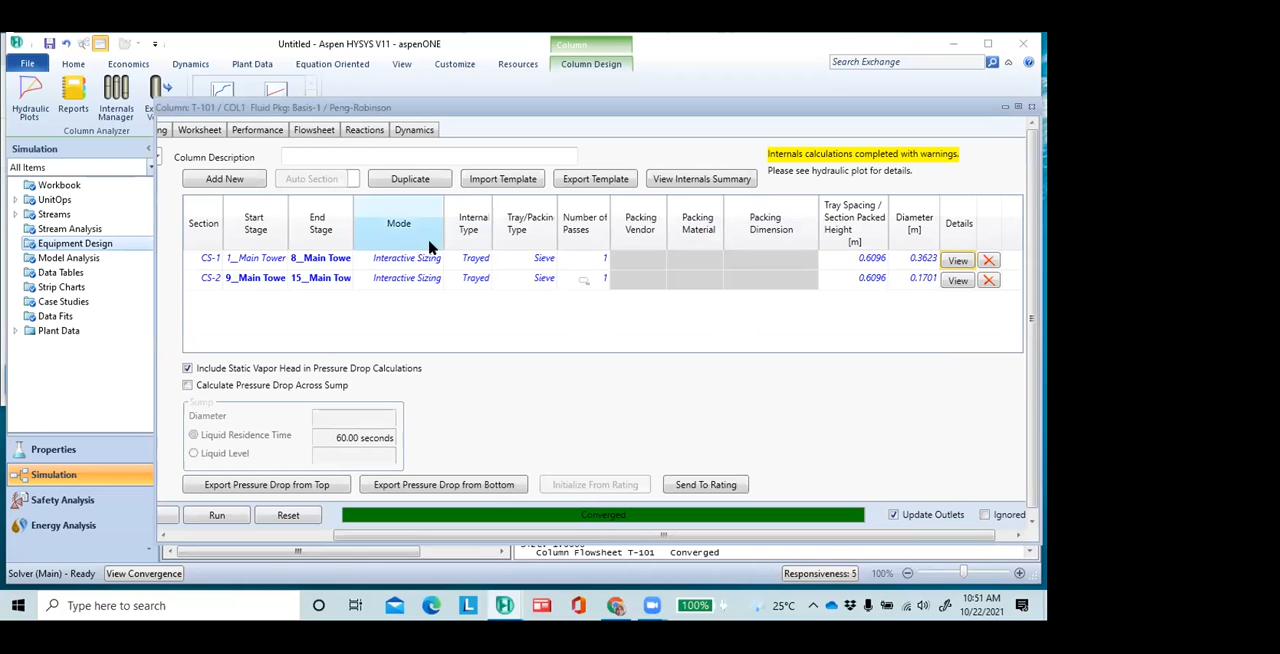 Untitled - Aspen HYSYS V11 - aspenONE
Column
File Home Economics Dynamics Plant Data Equation Oriented View Customize Resources Column Design
Search Exchange
Hydraulic Plots
Reports
Internals Manager
Column Analyzer
Column: T-101 / COL1 Fluid Pkg: Basis-1 / Peng-Robinson
Worksheet Performance Flowsheet Reactions Dynamics
Simulation
All Items
Workbook
UnitOps
Streams
Stream Analysis
Equipment Design
Model Analysis
Data Tables
Strip Charts
Case Studies
Data Fits
Plant Data
Properties
Simulation
Safety Analysis
Energy Analysis
Column Description
Internals calculations completed with warnings.
Please see hydraulic plot for details.
Add New Auto Section Duplicate Import Template Export Template View Internals Summary
Section Start Stage End Stage Mode Interna Type Tray/Packin Type Number of Passes Packing Vendor Packing Material Packing Dimension Tray Spacing / Section Packed Height [m] Diameter [m] Details
CS-1 1__Main Tower 8__Main Towe Interactive Sizing Trayed Sieve 1 0.6096 0.3623 View
CS-2 9__Main Towe 15__Main Tow Interactive Sizing Trayed Sieve 1 0.6096 0.1701 View
Include Static Vapor Head in Pressure Drop Calculations
Calculate Pressure Drop Across Sump
Sump
Diameter
Liquid Residence Time 60.00 seconds
Liquid Level
Export Pressure Drop from Top Export Pressure Drop from Bottom Initialize From Rating Send To Rating
Run Reset Converged Update Outlets Ignored
Column Flowsheet T-101 Converged
Solver (Main) - Ready View Convergence Responsiveness: 5 100%
Type here to search
100%
25°C
10:51 AM
10/22/2021